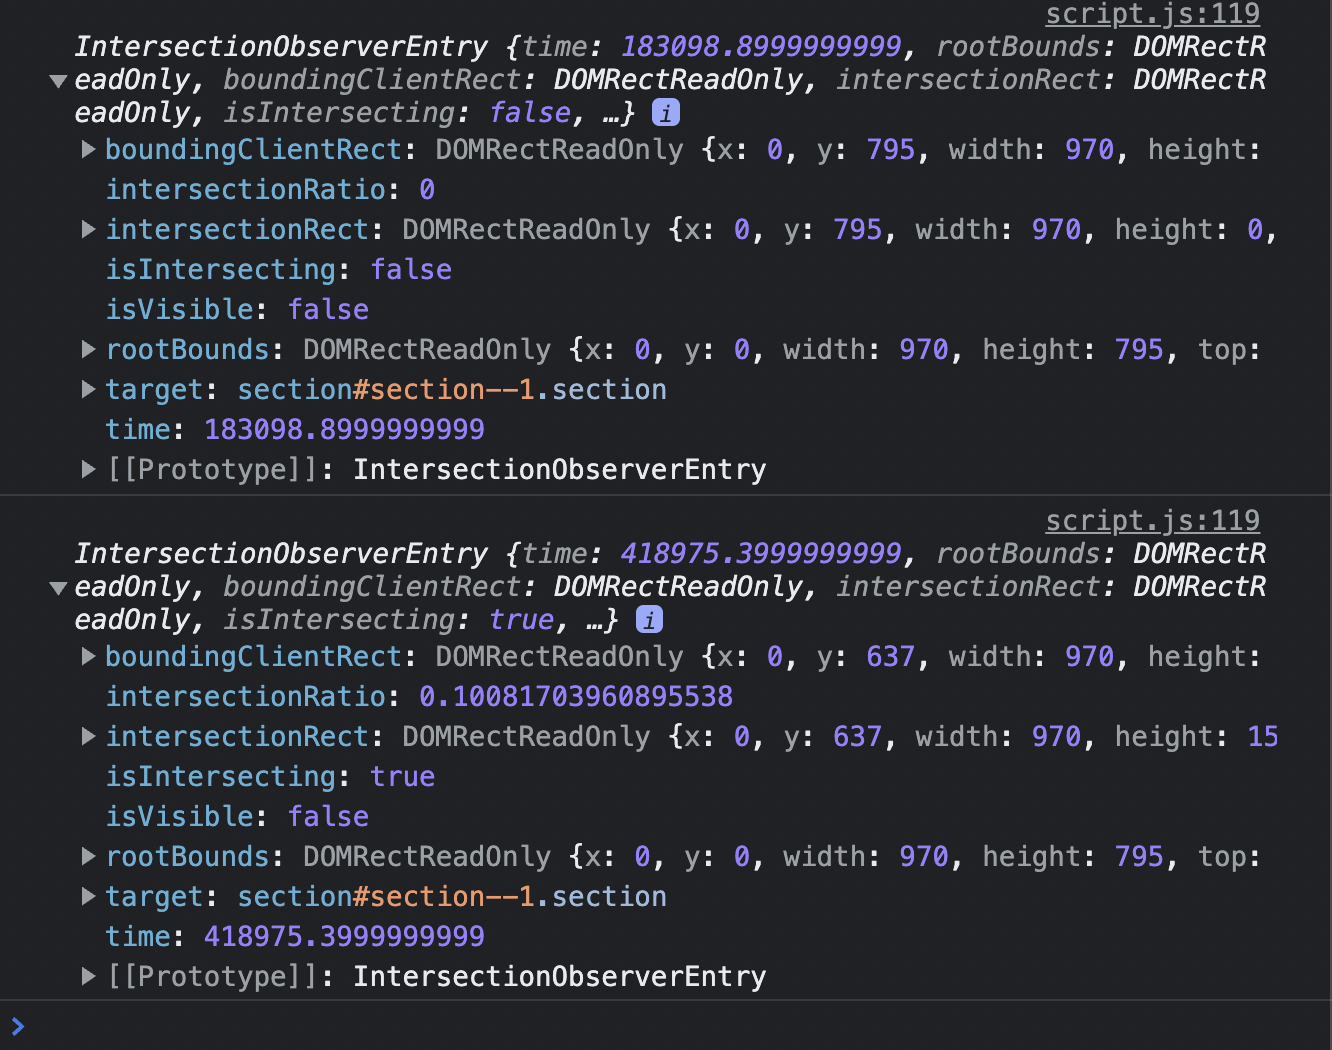 script.js:119
IntersectionObserverEntry {time: 183098.8999999999, rootBounds: DOMRectR
eadOnly, boundingClientRect: DOMRectReadOnly, intersectionRect: DOMRectR
eadOnly, isIntersecting: false, …} i
boundingClientRect: DOMRectReadOnly {x: 0, y: 795, width: 970, height:
intersectionRatio: 0
intersectionRect: DOMRectReadOnly {x: 0, y: 795, width: 970, height: 0,
isIntersecting: false
isVisible: false
rootBounds: DOMRectReadOnly {x: 0, y: 0, width: 970, height: 795, top:
target: section#section--1.section
time: 183098.8999999999
[[Prototype]]: IntersectionObserverEntry
script.js:119
IntersectionObserverEntry {time: 418975.3999999999, rootBounds: DOMRectR
eadOnly, boundingClientRect: DOMRectReadOnly, intersectionRect: DOMRectR
eadOnly, isIntersecting: true, …} i
boundingClientRect: DOMRectReadOnly {x: 0, y: 637, width: 970, height:
intersectionRatio: 0.10081703960895538
intersectionRect: DOMRectReadOnly {x: 0, y: 637, width: 970, height: 15
isIntersecting: true
isVisible: false
rootBounds: DOMRectReadOnly {x: 0, y: 0, width: 970, height: 795, top:
target: section#section--1.section
time: 418975.3999999999
[[Prototype]]: IntersectionObserverEntry